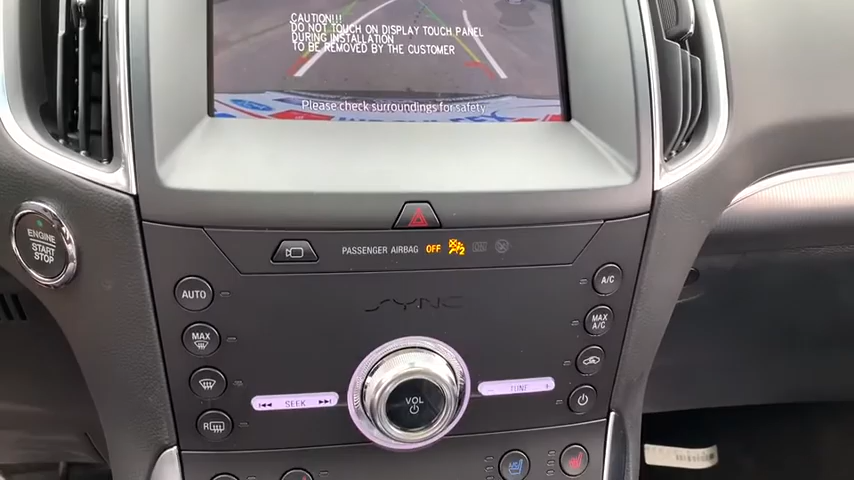 CAUTION!!!
DO NOT TOUCH ON DISPLAY TOUCH PANEL
DURING INSTALLATION
TO BE REMOVED BY THE CUSTOMER
Please check surroundings for safety
ENGINE
START
STOP
PASSENGER AIRBAG OFF
SYNC
AUTO
A/C
MAX
MAX
A/C
R
SEEK
TUNE
VOL